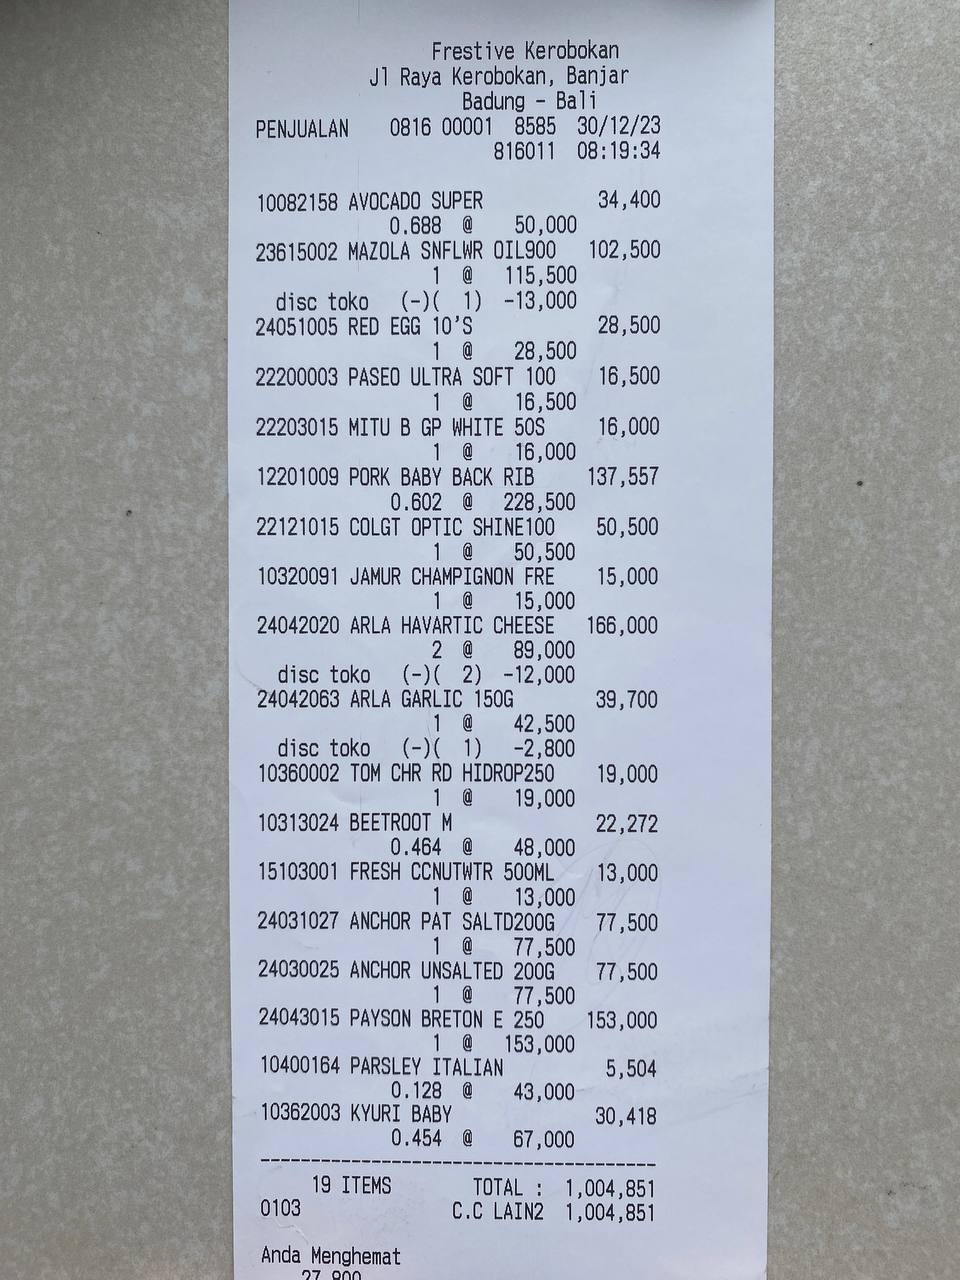 Frestive Kerobokan
Jl Raya Kerobokan, Banjar
Badung - Bali
PENJUALAN 0816 00001 8585 30/12/23
816011 08:19:34
10082158 AVOCADO SUPER 34,400
0.688 @ 50,000
23615002 MAZOLA SNFLWR OIL900 102,500
1 @ 115,500
disc toko (-)( 1) -13,000
24051005 RED EGG 10'S 28,500
1 @ 28,500
22200003 PASEO ULTRA SOFT 100 16,500
1 @ 16,500
22203015 MITU B GP WHITE 50S 16,000
1 @ 16,000
12201009 PORK BABY BACK RIB 137,557
0.602 @ 228,500
22121015 COLGT OPTIC SHINE100 50,500
1 @ 50,500
10320091 JAMUR CHAMPIGNON FRE 15,000
1 @ 15,000
24042020 ARLA HAVARTIC CHEESE 166,000
2 @ 89,000
disc toko (-)( 2) -12,000
24042063 ARLA GARLIC 150G 39,700
1 @ 42,500
disc toko (-)( 1) -2,800
10360002 TOM CHR RD HIDROP250 19,000
1 @ 19,000
10313024 BEETROOT M 22,272
0.464 @ 48,000
15103001 FRESH CCNUTWTR 500ML 13,000
1 @ 13,000
24031027 ANCHOR PAT SALTD200G 77,500
1 @ 77,500
24030025 ANCHOR UNSALTED 200G 77,500
1 @ 77,500
24043015 PAYSON BRETON E 250 153,000
1 @ 153,000
10400164 PARSLEY ITALIAN 5,504
0.128 @ 43,000
10362003 KYURI BABY 30,418
0.454 @ 67,000
19 ITEMS TOTAL : 1,004,851
0103 C.C LAIN2 1,004,851
Anda Menghemat
27,800